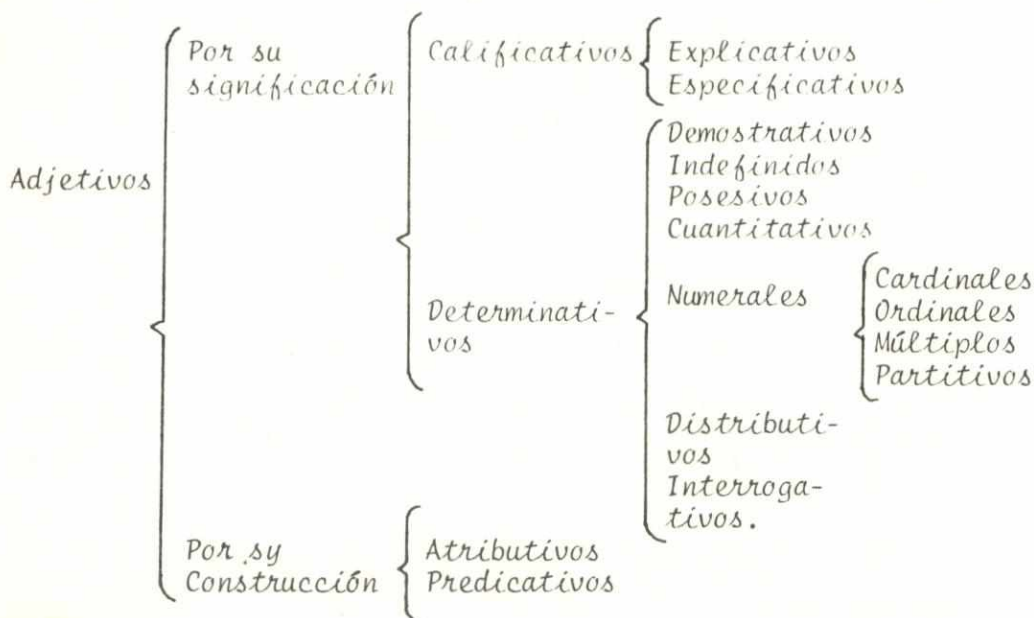 Adjetivos
Por su
significación
Calificativos
Explicativos
Especificativos
Determinati-
vos
Demostrativos
Indefinidos
Posesivos
Cuantitativos
Numerales
Cardinales
Ordinales
Múltiplos
Partitivos
Distributi-
vos
Interroga-
tivos.
Por sy
Construcción
Atributivos
Predicativos